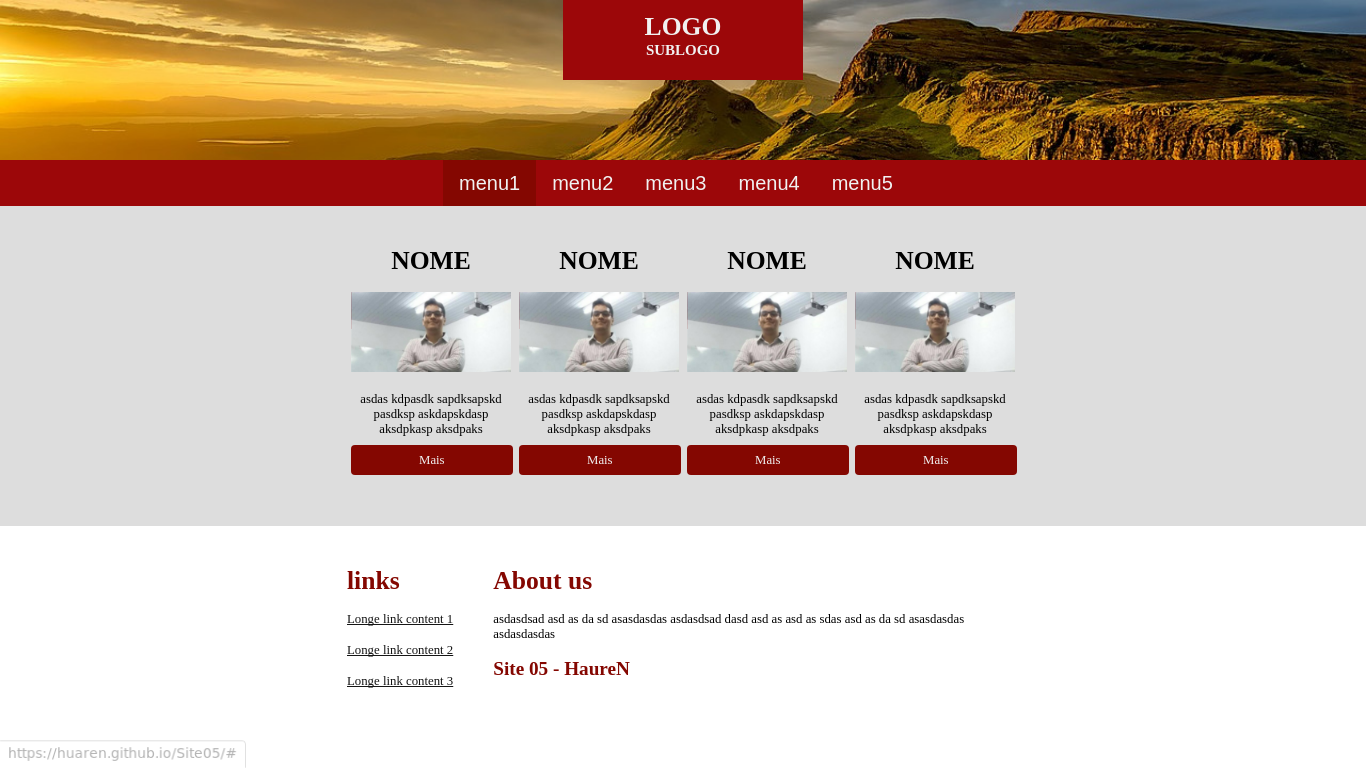 LOGO
SUBLOGO
menu1 menu2 menu3 menu4 menu5
NOME NOME NOME NOME
asdas kdpasdk sapdksapskd
pasdksp askdapskdasp
aksdpkasp aksdpaks
Mais
asdas kdpasdk sapdksapskd
pasdksp askdapskdasp
aksdpkasp aksdpaks
Mais
asdas kdpasdk sapdksapskd
pasdksp askdapskdasp
aksdpkasp aksdpaks
Mais
asdas kdpasdk sapdksapskd
pasdksp askdapskdasp
aksdpkasp aksdpaks
Mais
links
Longe link content 1
Longe link content 2
Longe link content 3
About us
asdasdsad asd as da sd asasdasdas asdasdsad dasd asd as asd as sdas asd as da sd asasdasdas
asdasdasdas
Site 05 - HaureN
https://huaren.github.io/Site05/#